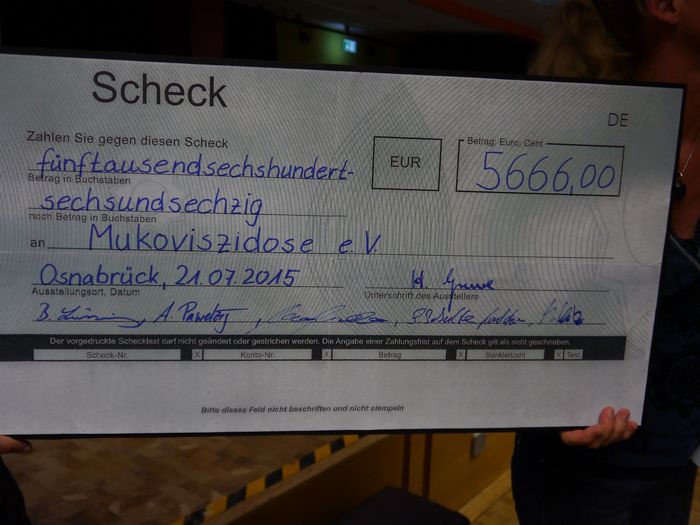 Scheck
DE
Zahlen Sie gegen diesen Scheck
Betrag: Euro, Cent
EUR
5666,00
fünftausendsechshundert-
Betrag in Buchstaben
sechsundsechzig
noch Betrag in Buchstaben
an Mukoviszidose e.V.
Osnabrück, 21.07.2015
Ausstellungsort, Datum
Unterschrift des Ausstellers
Der vorgedruckte Schecktext darf nicht geändert oder gestrichen werden. Die Angabe einer Zahlungsfrist auf dem Scheck gilt als nicht geschrieben.
Scheck-Nr. X Konto-Nr. X Betrag X Bankleitzahl X Text
Bitte dieses Feld nicht beschriften und nicht stempeln